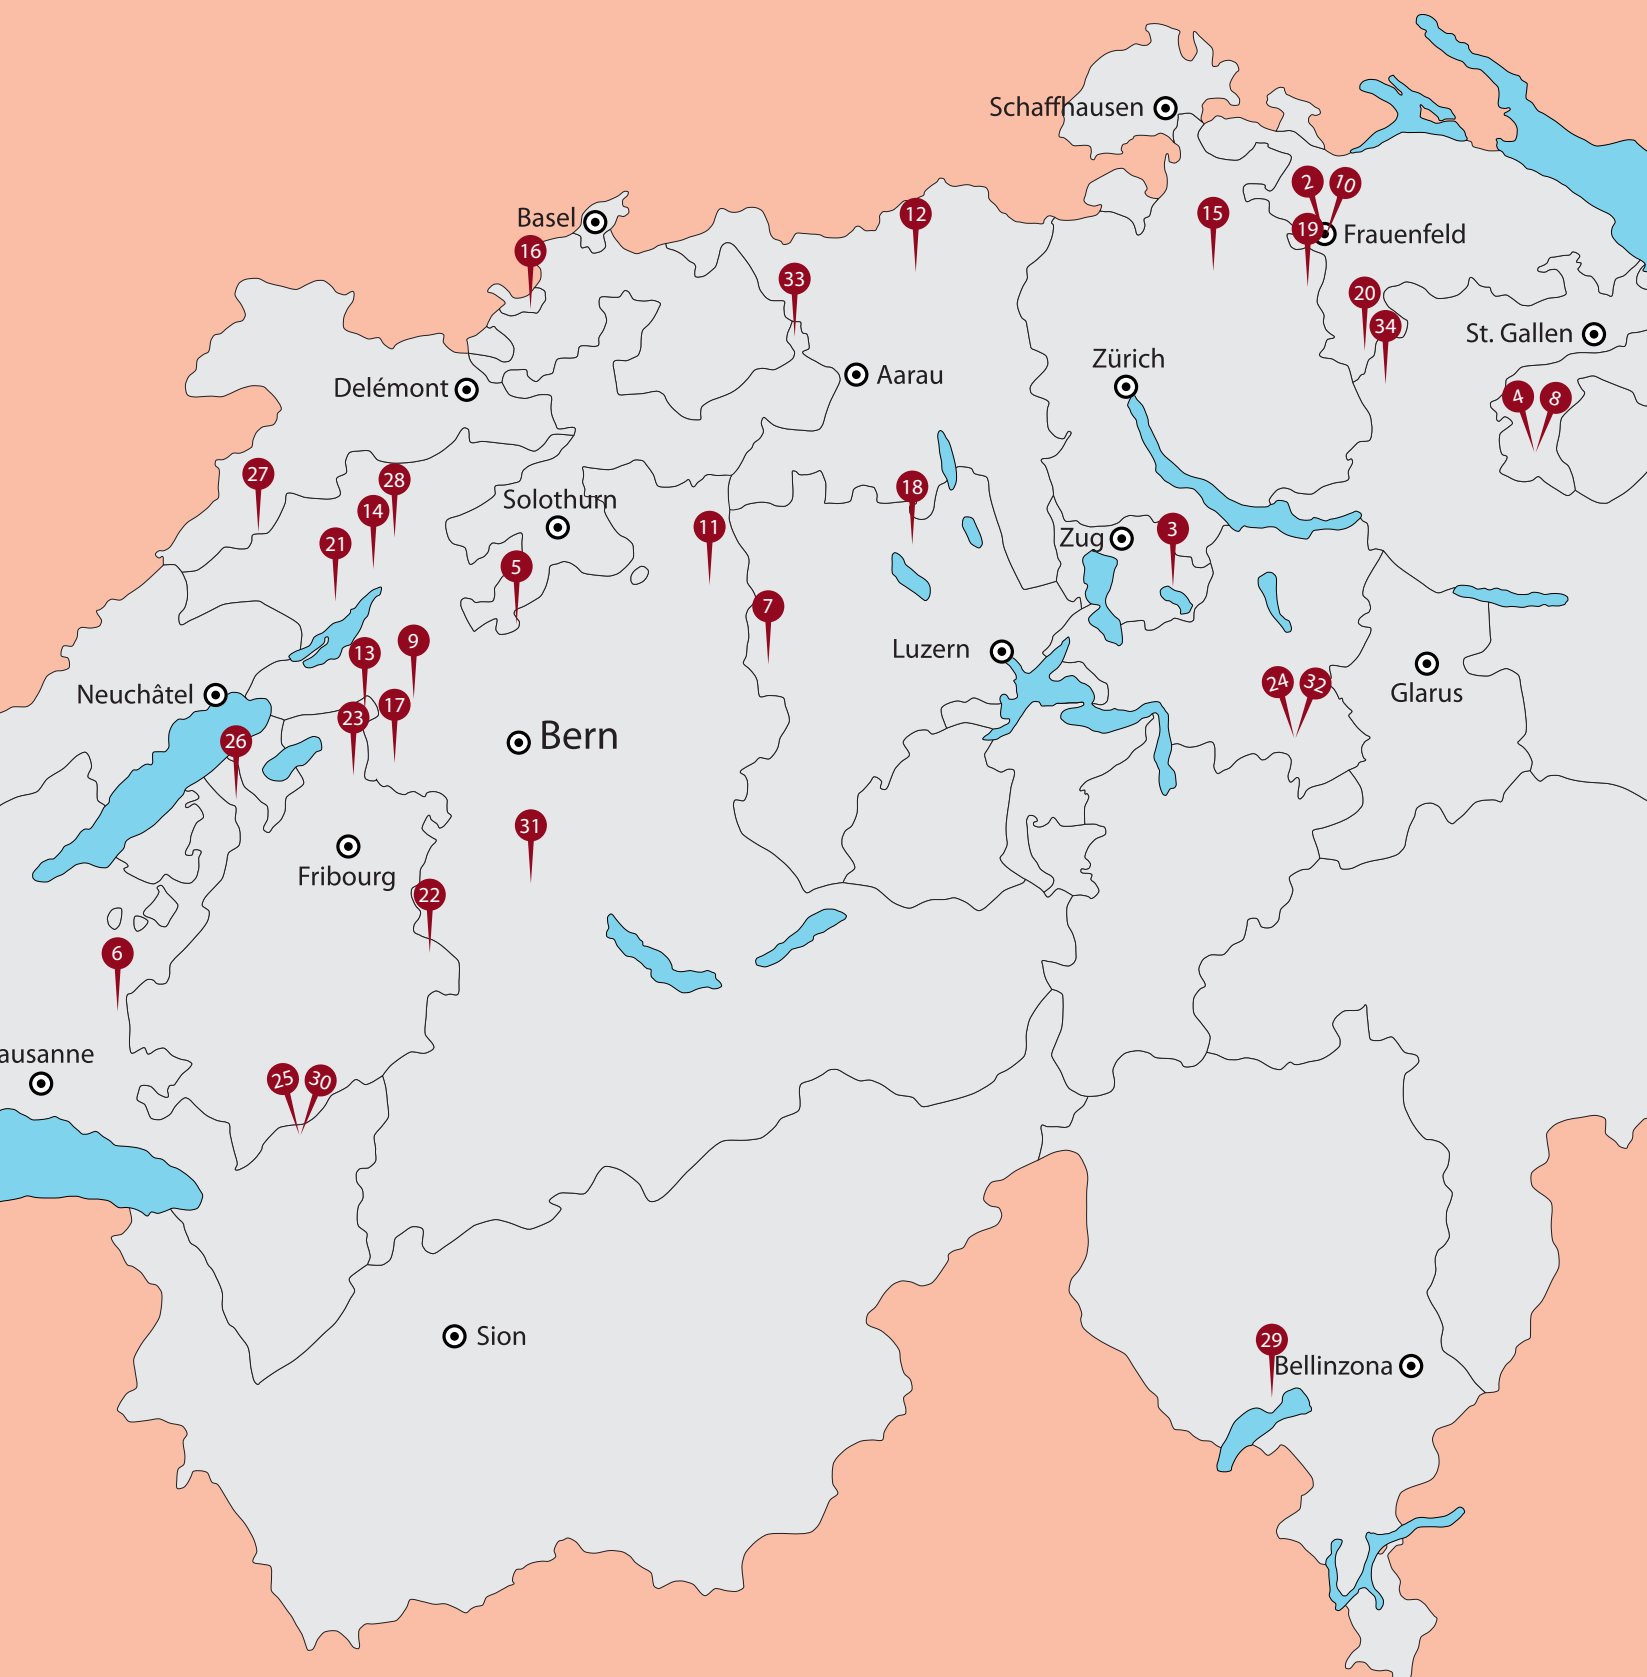 Schaffhausen
2
10
12
15
Basel
19
Frauenfeld
16
33
20
34
St. Gallen
Zürich
Delémont
Aarau
4
8
27
28
18
Solothurn
14
11
3
21
Zug
5
7
9
13
Luzern
Glarus
Neuchâtel
24
32
17
23
26
Bern
31
Fribourg
22
6
ausanne
25
30
Sion
29
Bellinzona